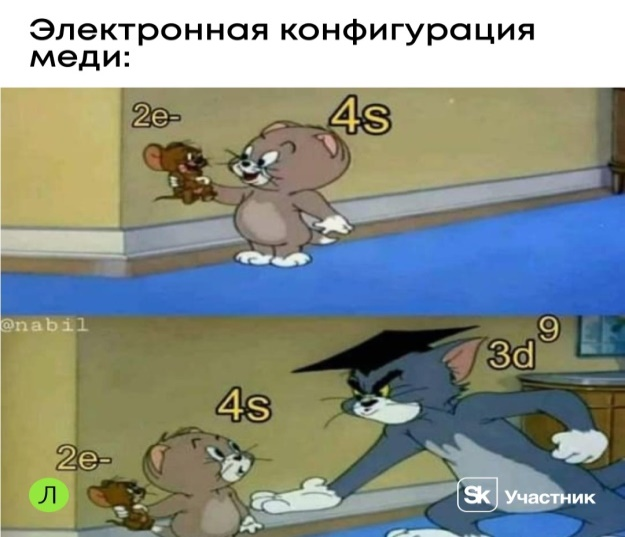 Электронная конфигурация
меди:
2e-
4s
@nabil
9
3d
4s
2e-
Л
Sk Участник